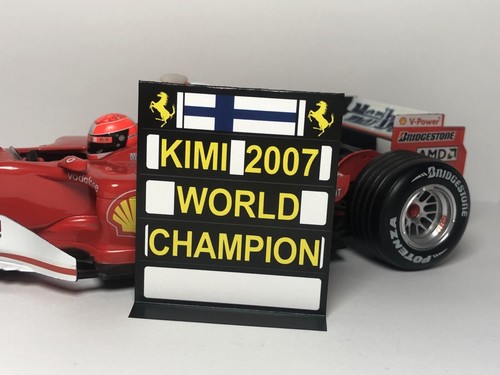 KIMI 2007
WORLD
CHAMPION
V-Power
BRIDGESTONE
AMD
vodafone
BRIDGESTONE
POTENZA